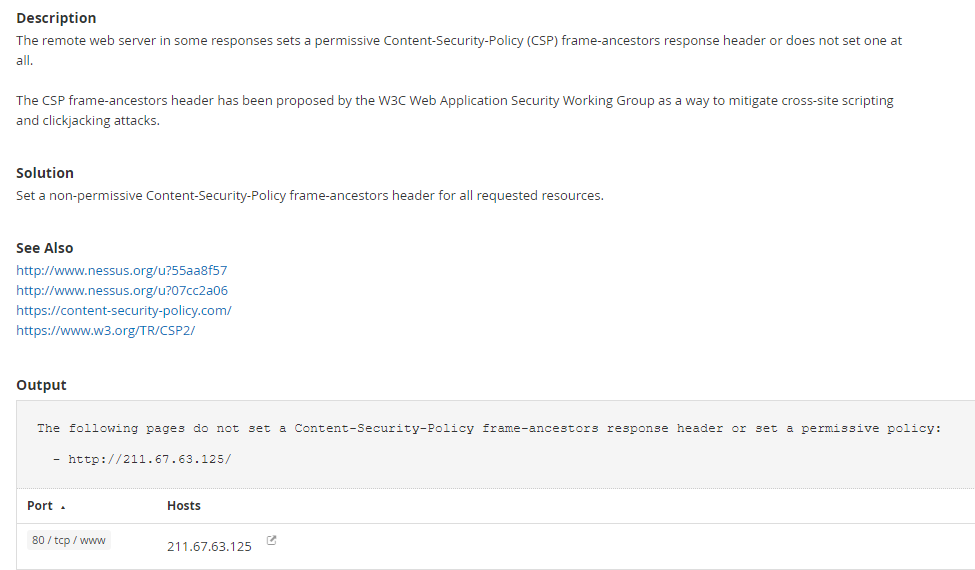 Description
The remote web server in some responses sets a permissive Content-Security-Policy (CSP) frame-ancestors response header or does not set one at
all.
The CSP frame-ancestors header has been proposed by the W3C Web Application Security Working Group as a way to mitigate cross-site scripting
and clickjacking attacks.
Solution
Set a non-permissive Content-Security-Policy frame-ancestors header for all requested resources.
See Also
http://www.nessus.org/u?55aa8f57
http://www.nessus.org/u?07cc2a06
https://content-security-policy.com/
https://www.w3.org/TR/CSP2/
Output
The following pages do not set a Content-Security-Policy frame-ancestors response header or set a permissive policy:
- http://211.67.63.125/
Port ▲ Hosts
80 / tcp / www 211.67.63.125